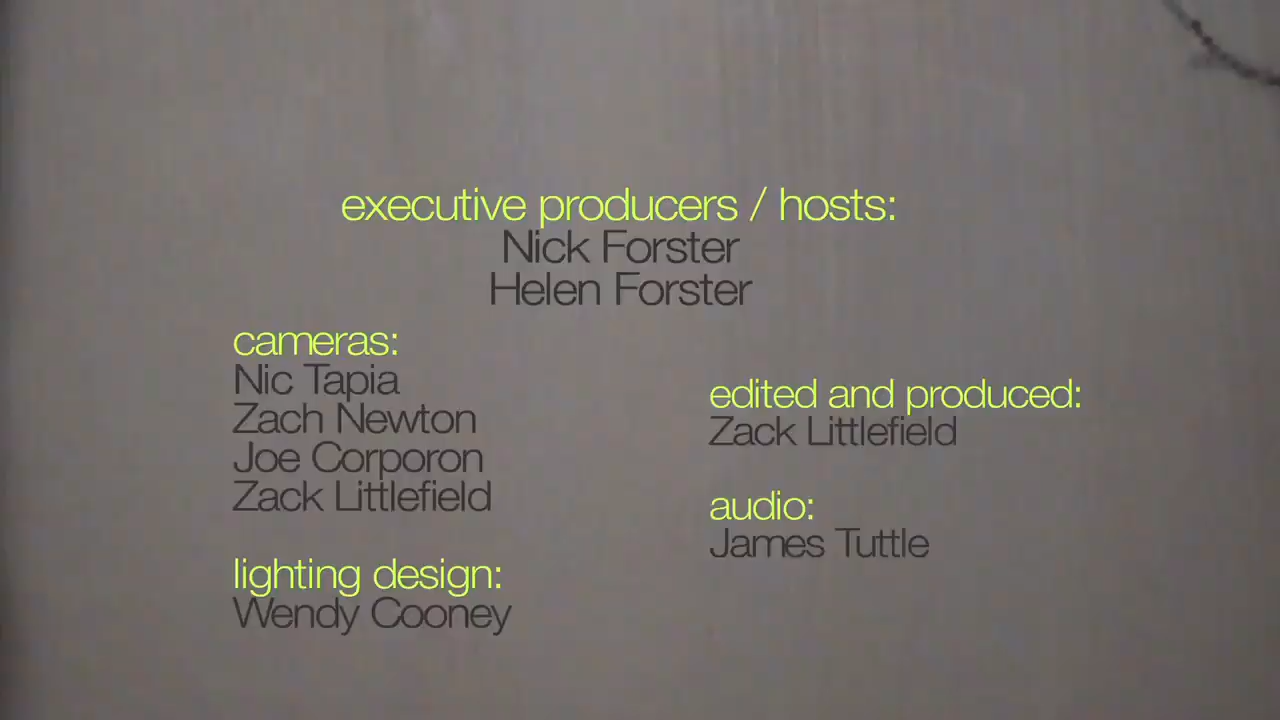 executive producers / hosts:
Nick Forster
Helen Forster
cameras:
Nic Tapia
Zach Newton
Joe Corporon
Zack Littlefield
lighting design:
Wendy Cooney
edited and produced:
Zack Littlefield
audio:
James Tuttle